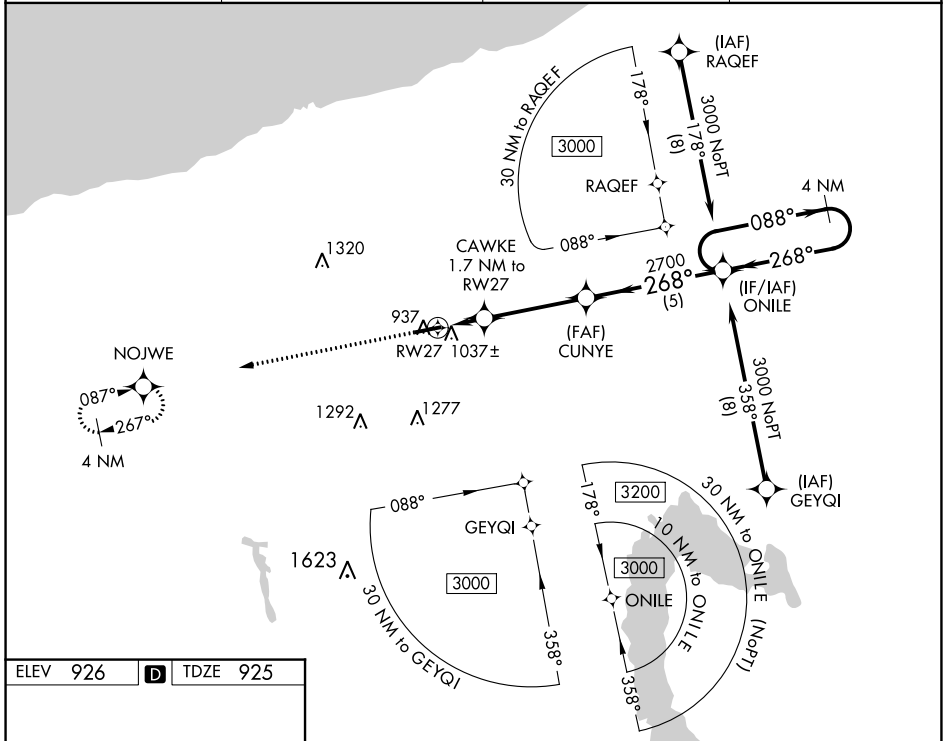 (IAF)
RAQEF
3000 NoPT
178°
(8)
30 NM to RAQEF
178°
3000
RAQEF
088°
4 NM
088°
268°
(IF/IAF)
ONILE
2700
268°
(5)
(FAF)
CUNYE
CAWKE
1.7 NM to
RW27
1320
937
RW27
1037±
NOJWE
087°
267°
4 NM
1292
1277
3000 NoPT
358°
(8)
(IAF)
GEYQI
088°
GEYQI
3000
358°
30 NM to GEYQI
1623
178°
3200
30 NM to ONILE (NoPT)
10 NM to ONILE
3000
ONILE
358°
ELEV 926 D TDZE 925